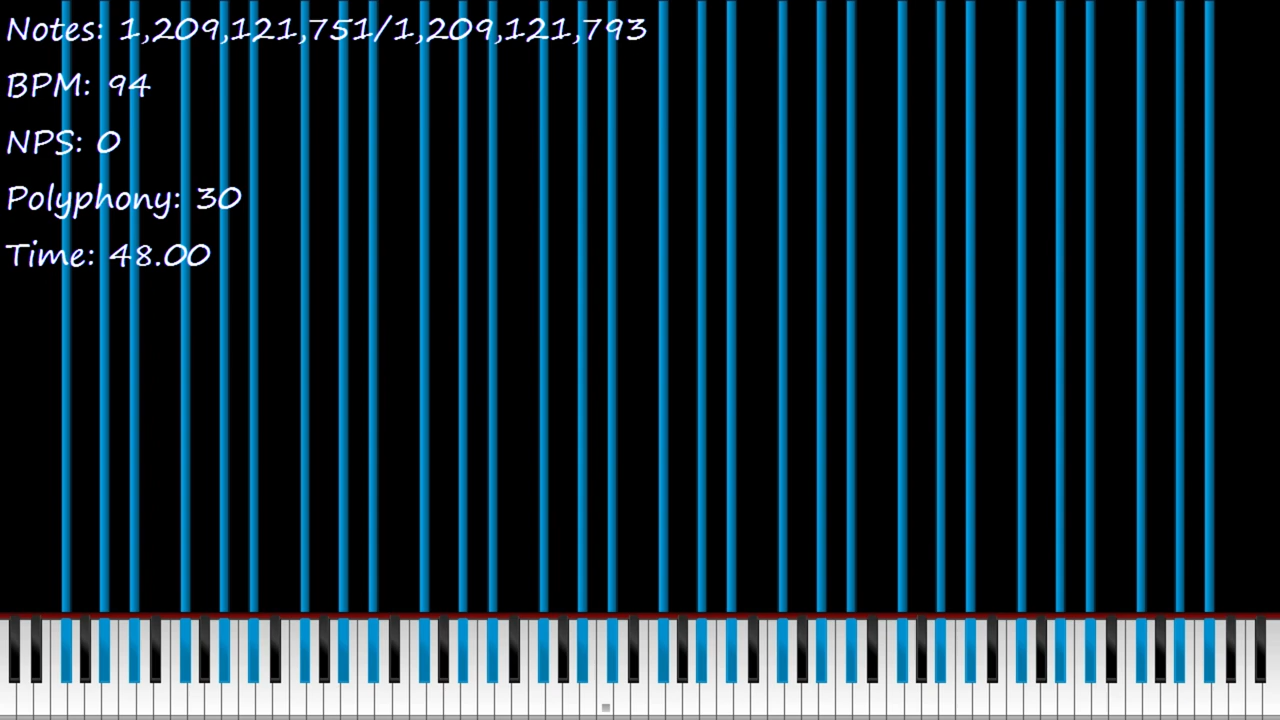 Notes: 1,209,121,751/1,209,121,793
BPM: 94
NPS: 0
Polyphony: 30
Time: 48.00